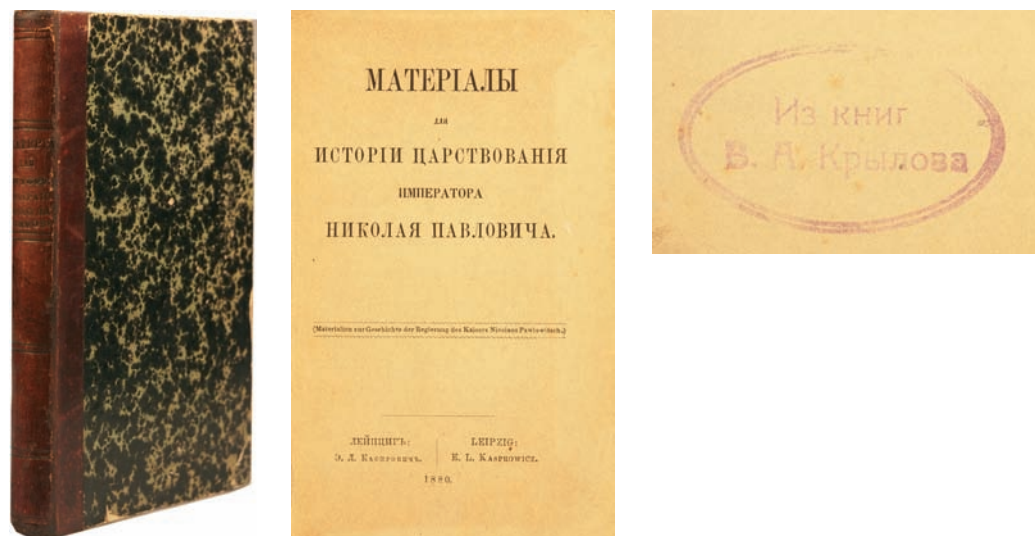 МАТЕРІАЛЫ
для
ИСТОРІИ ЦАРСТВОВАНІЯ
ИМПЕРАТОРА
НИКОЛАЯ ПАВЛОВИЧА.
(Materialien zur Geschichte der Regierung des Kaisers Nicolaus Pawlowitsch.)
ЛЕЙПЦИГЪ:
Э. Л. Каспровичъ.
LEIPZIG:
E. L. Kasprowicz.
1880.
Из книг
В. А. Крылова